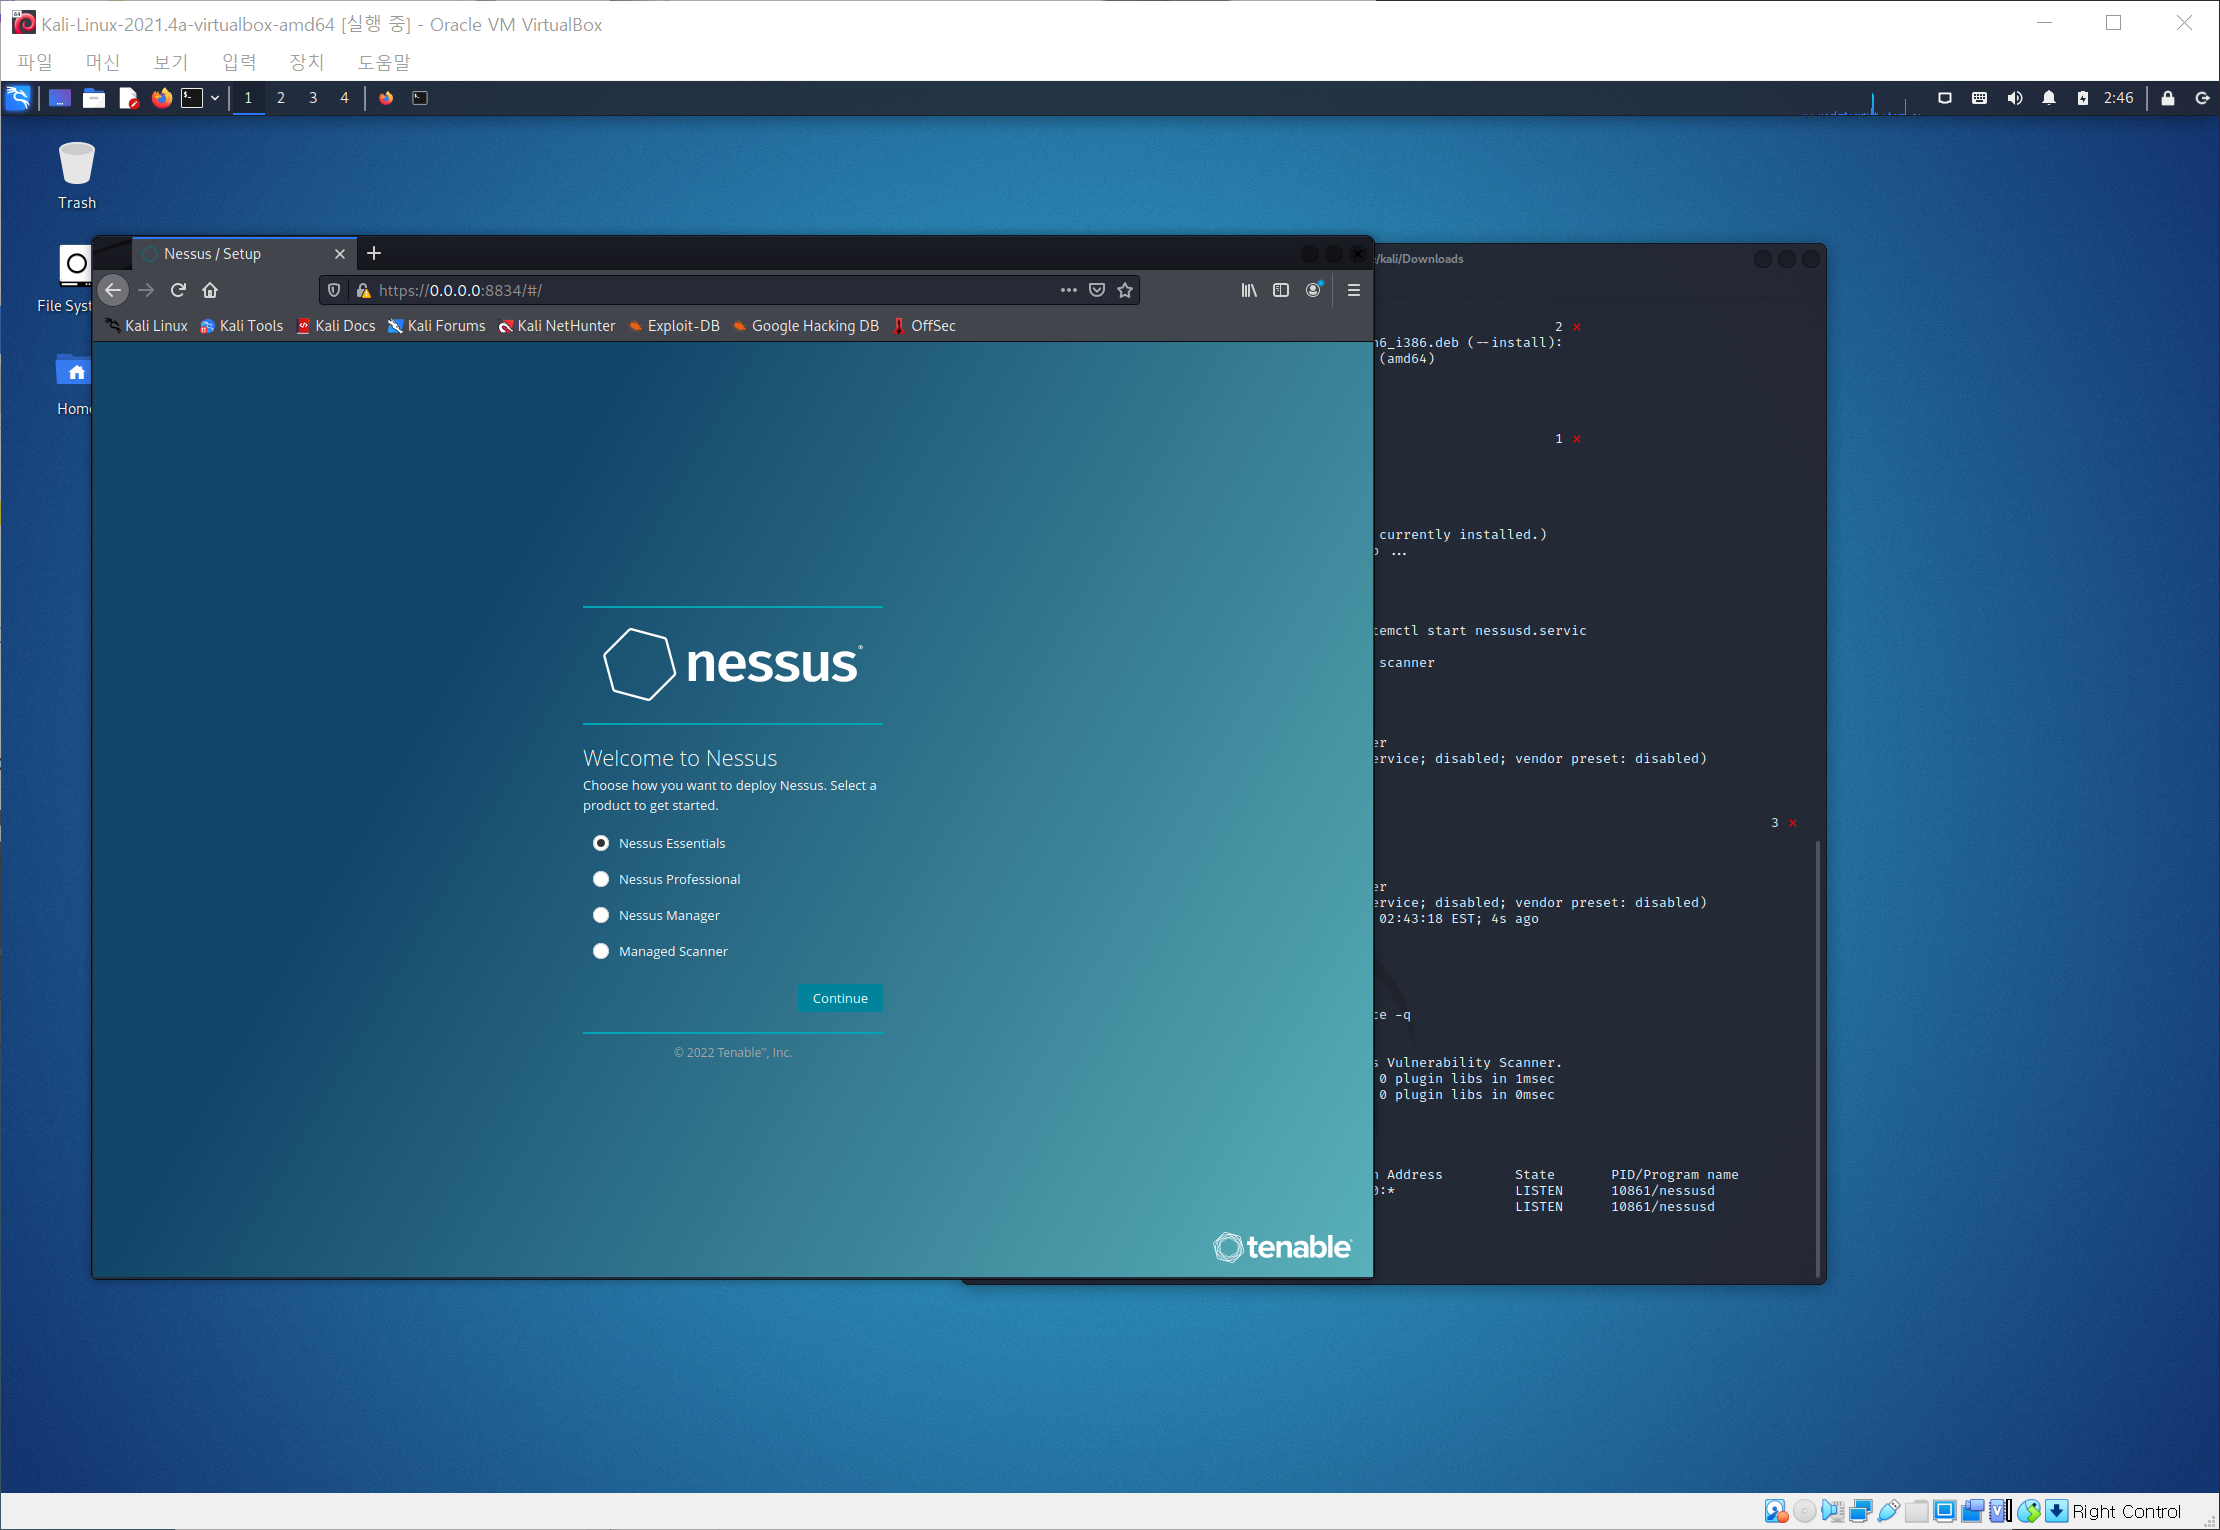 Kali-Linux-2021.4a-virtualbox-amd64 [실행 중] - Oracle VM VirtualBox
파일 머신 보기 입력 장치 도움말
1 2 3 4 2:46
Trash
File Syst
Home
Nessus / Setup
https://0.0.0.0:8834/#/
Kali Linux Kali Tools Kali Docs Kali Forums Kali NetHunter Exploit-DB Google Hacking DB OffSec
nessus
Welcome to Nessus
Choose how you want to deploy Nessus. Select a
product to get started.
Nessus Essentials
Nessus Professional
Nessus Manager
Managed Scanner
Continue
© 2022 Tenable™, Inc.
tenable
/kali/Downloads
2 ×
6_i386.deb (--install):
(amd64)
1 ×
currently installed.)
...
temctl start nessusd.servic
scanner
er
ervice; disabled; vendor preset: disabled)
3 ×
er
ervice; disabled; vendor preset: disabled)
02:43:18 EST; 4s ago
ce -q
s Vulnerability Scanner.
0 plugin libs in 1msec
0 plugin libs in 0msec
n Address State PID/Program name
0:* LISTEN 10861/nessusd
LISTEN 10861/nessusd
Right Control